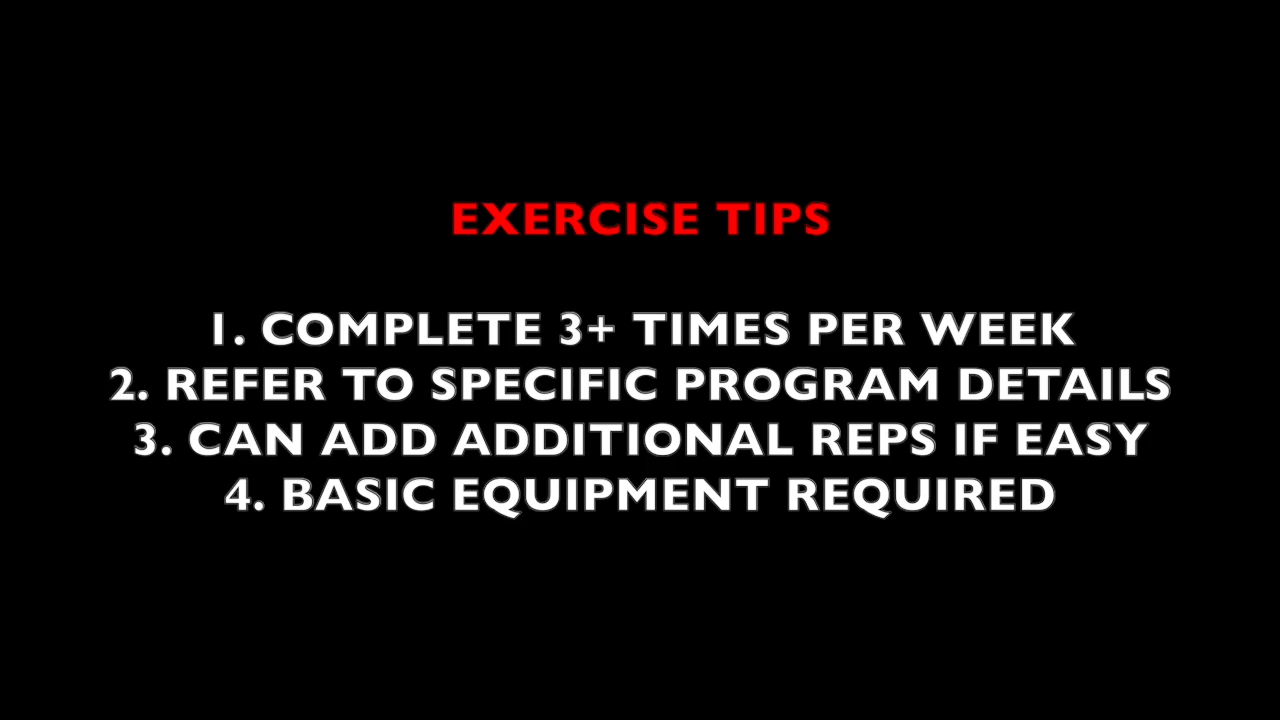 EXERCISE TIPS
1. COMPLETE 3+ TIMES PER WEEK
2. REFER TO SPECIFIC PROGRAM DETAILS
3. CAN ADD ADDITIONAL REPS IF EASY
4. BASIC EQUIPMENT REQUIRED